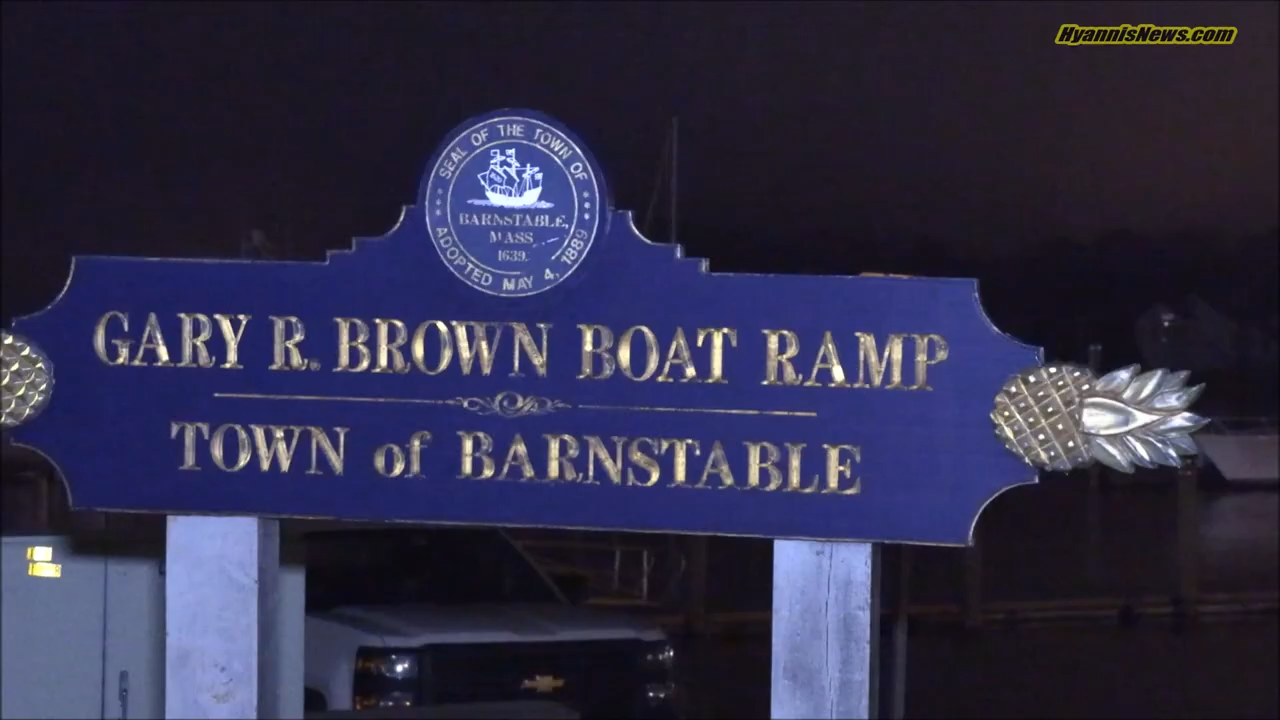 HyannisNews.com
SEAL OF THE TOWN OF
BARNSTABLE,
MASS
1639.
ADOPTED MAY 4, 1889
GARY R. BROWN BOAT RAMP
TOWN of BARNSTABLE